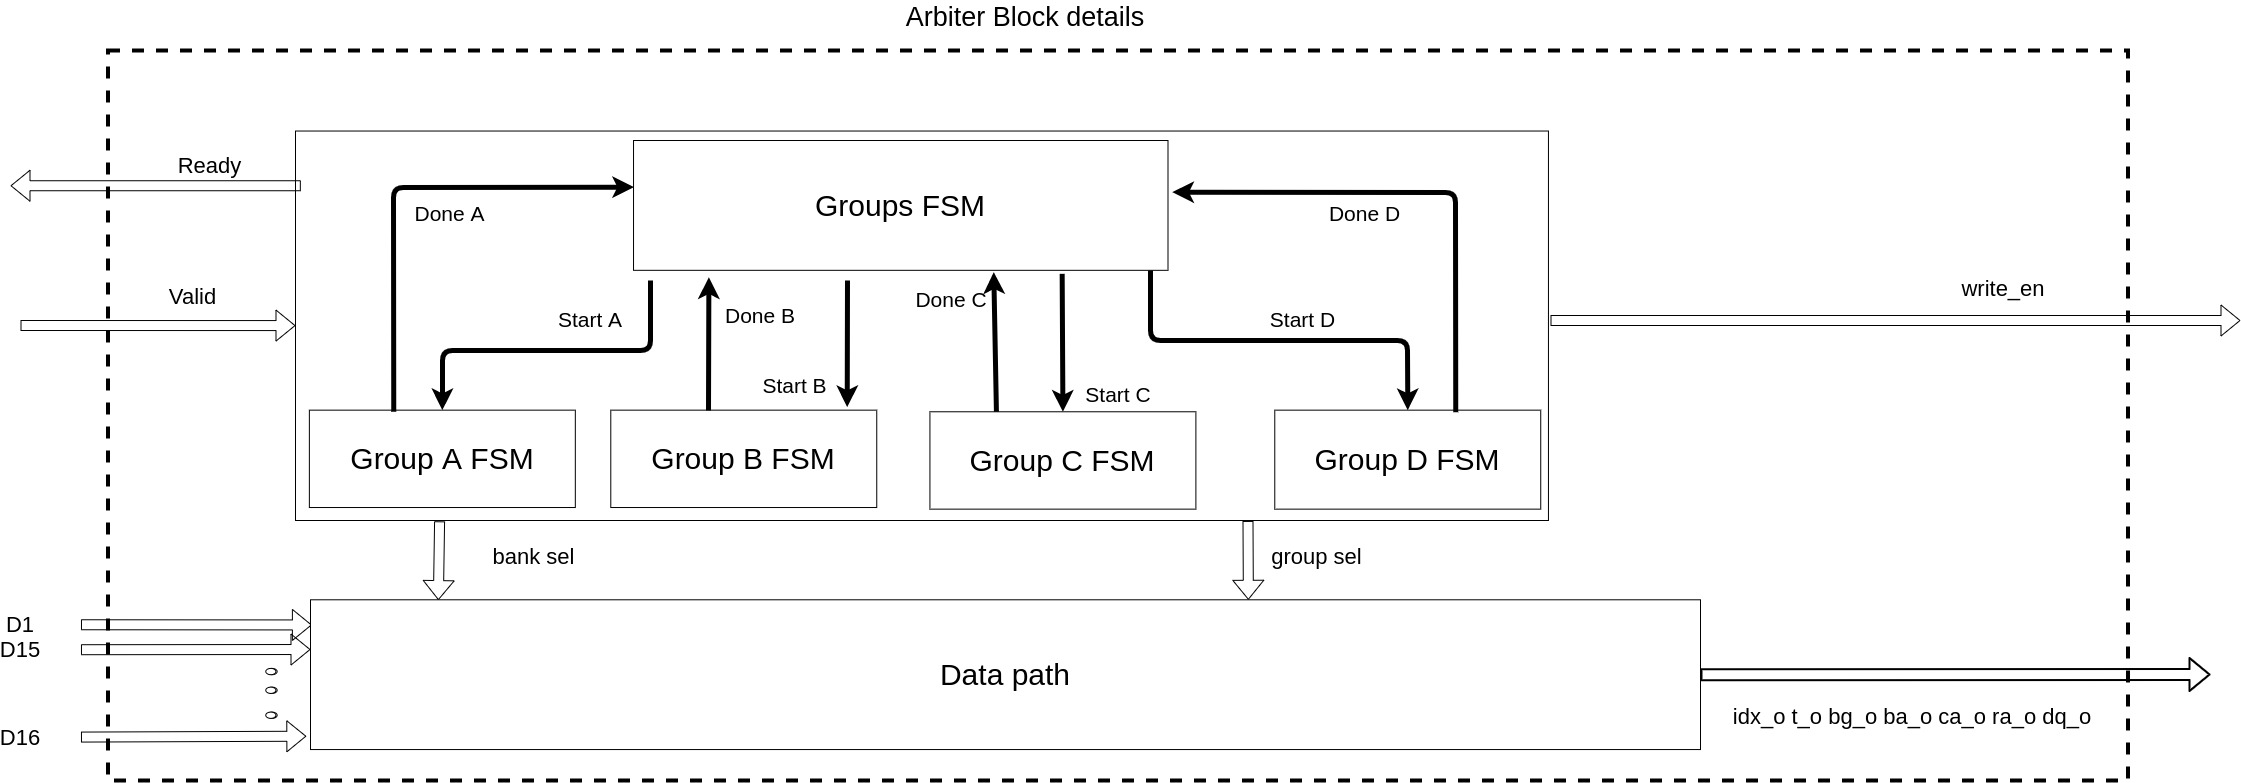 Arbiter Block details
Ready
Groups FSM
Done A
Done D
Valid
write_en
Done C
Start A
Done B
Start D
Start B
Start C
Group A FSM
Group B FSM
Group C FSM
Group D FSM
bank sel
group sel
D1
D15
D16
Data path
idx_o t_o bg_o ba_o ca_o ra_o dq_o